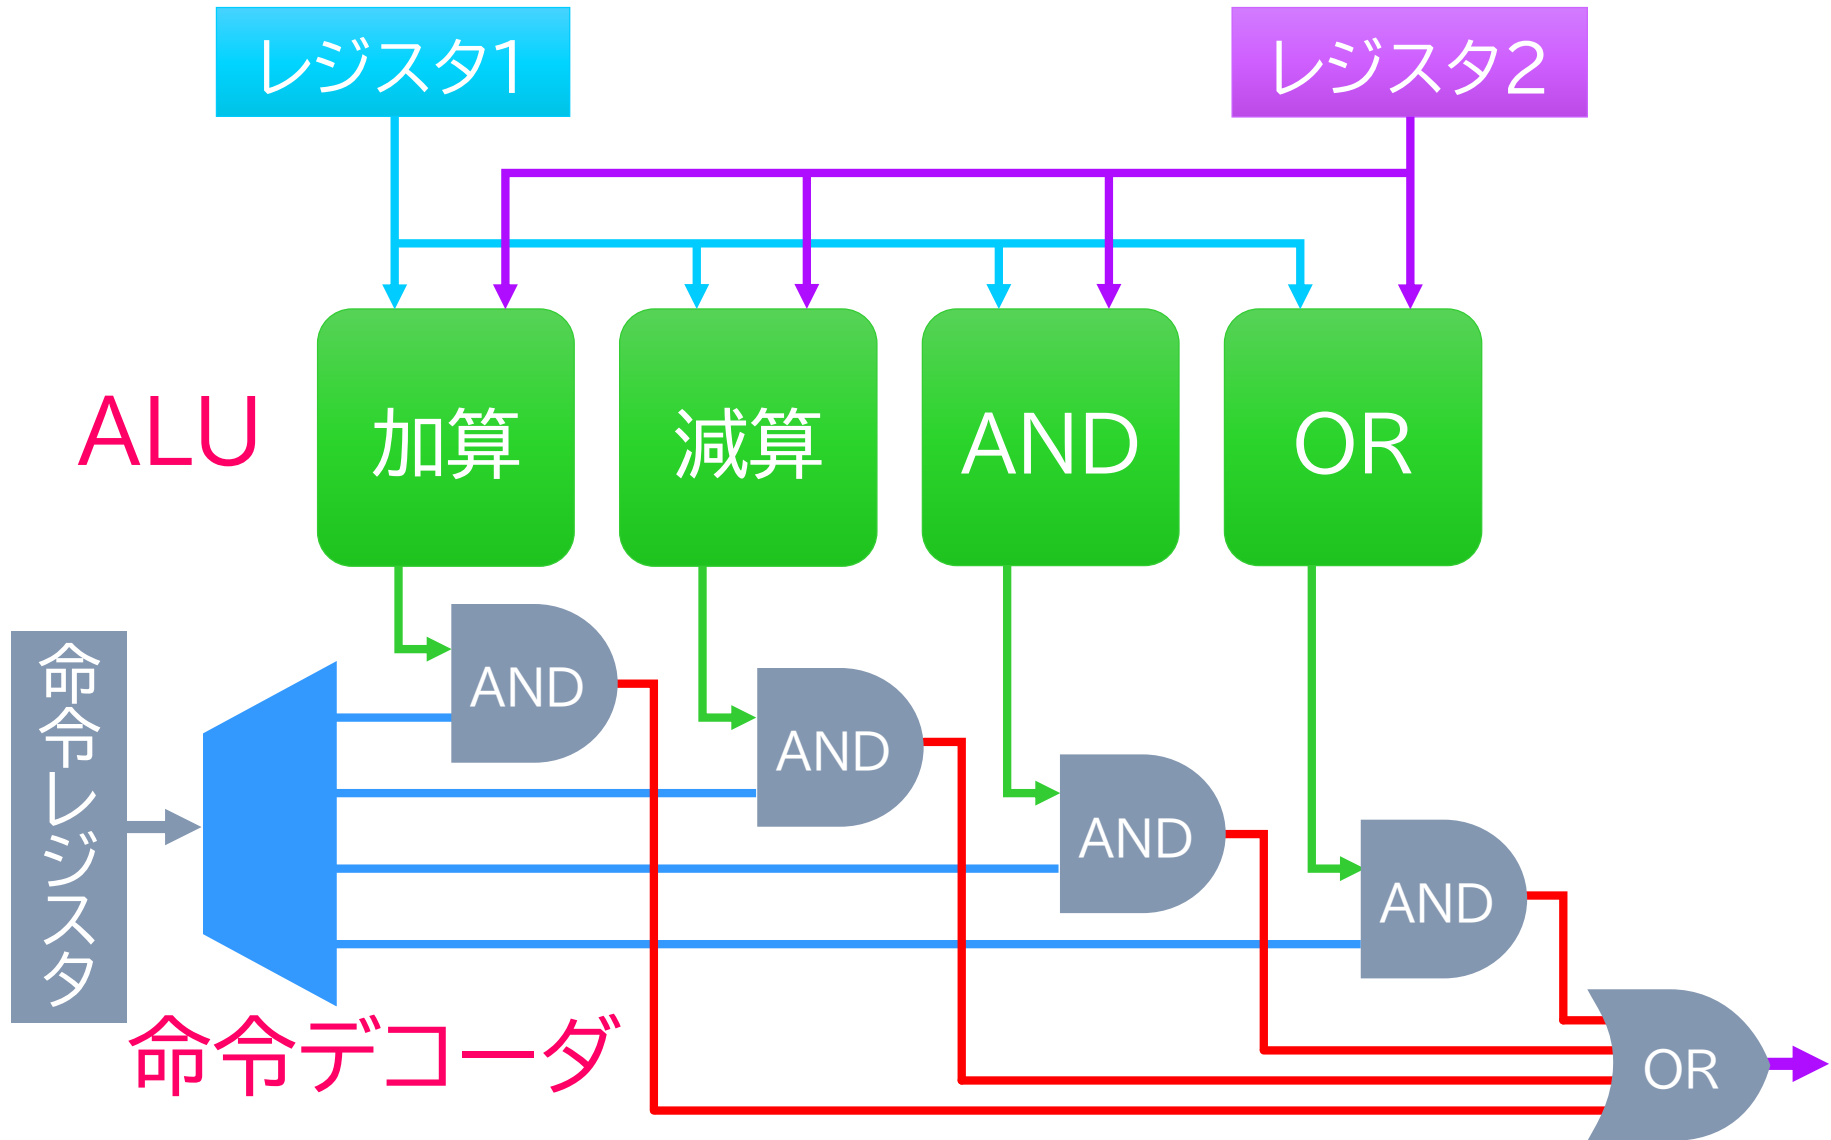 レジスタ1
レジスタ2
ALU
加算
減算
AND
OR
命令レジスタ
AND
AND
AND
AND
命令デコーダ
OR